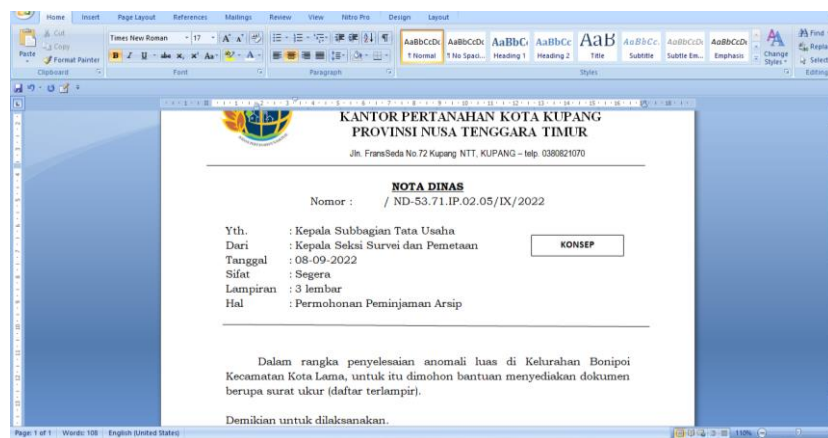 Home Insert Page Layout References Mailings Review View Nitro Pro Design Layout
Cut
Copy
Format Painter
Paste
Times New Roman 17
AaBbCcDc AaBbCcDc AaBbC AaBbCc AaB AaBbCc. AaBbCcDi AaBbCcDi
¶ Normal ¶ No Spaci... Heading 1 Heading 2 Title Subtitle Subtle Em... Emphasis
Change Styles
Find
Repla
Select
Clipboard Font Paragraph Styles Editing
KANTOR PERTANAHAN KOTA KUPANG
PROVINSI NUSA TENGGARA TIMUR
Jln. FransSeda No.72 Kupang NTT, KUPANG – telp. 0380821070
NOTA DINAS
Nomor : / ND-53.71.IP.02.05/IX/2022
Yth. : Kepala Subbagian Tata Usaha
Dari : Kepala Seksi Survei dan Pemetaan
KONSEP
Tanggal : 08-09-2022
Sifat : Segera
Lampiran : 3 lembar
Hal : Permohonan Peminjaman Arsip
Dalam rangka penyelesaian anomali luas di Kelurahan Bonipoi
Kecamatan Kota Lama, untuk itu dimohon bantuan menyediakan dokumen
berupa surat ukur (daftar terlampir).
Demikian untuk dilaksanakan.
Page: 1 of 1 Words: 108 English (United States) 110%